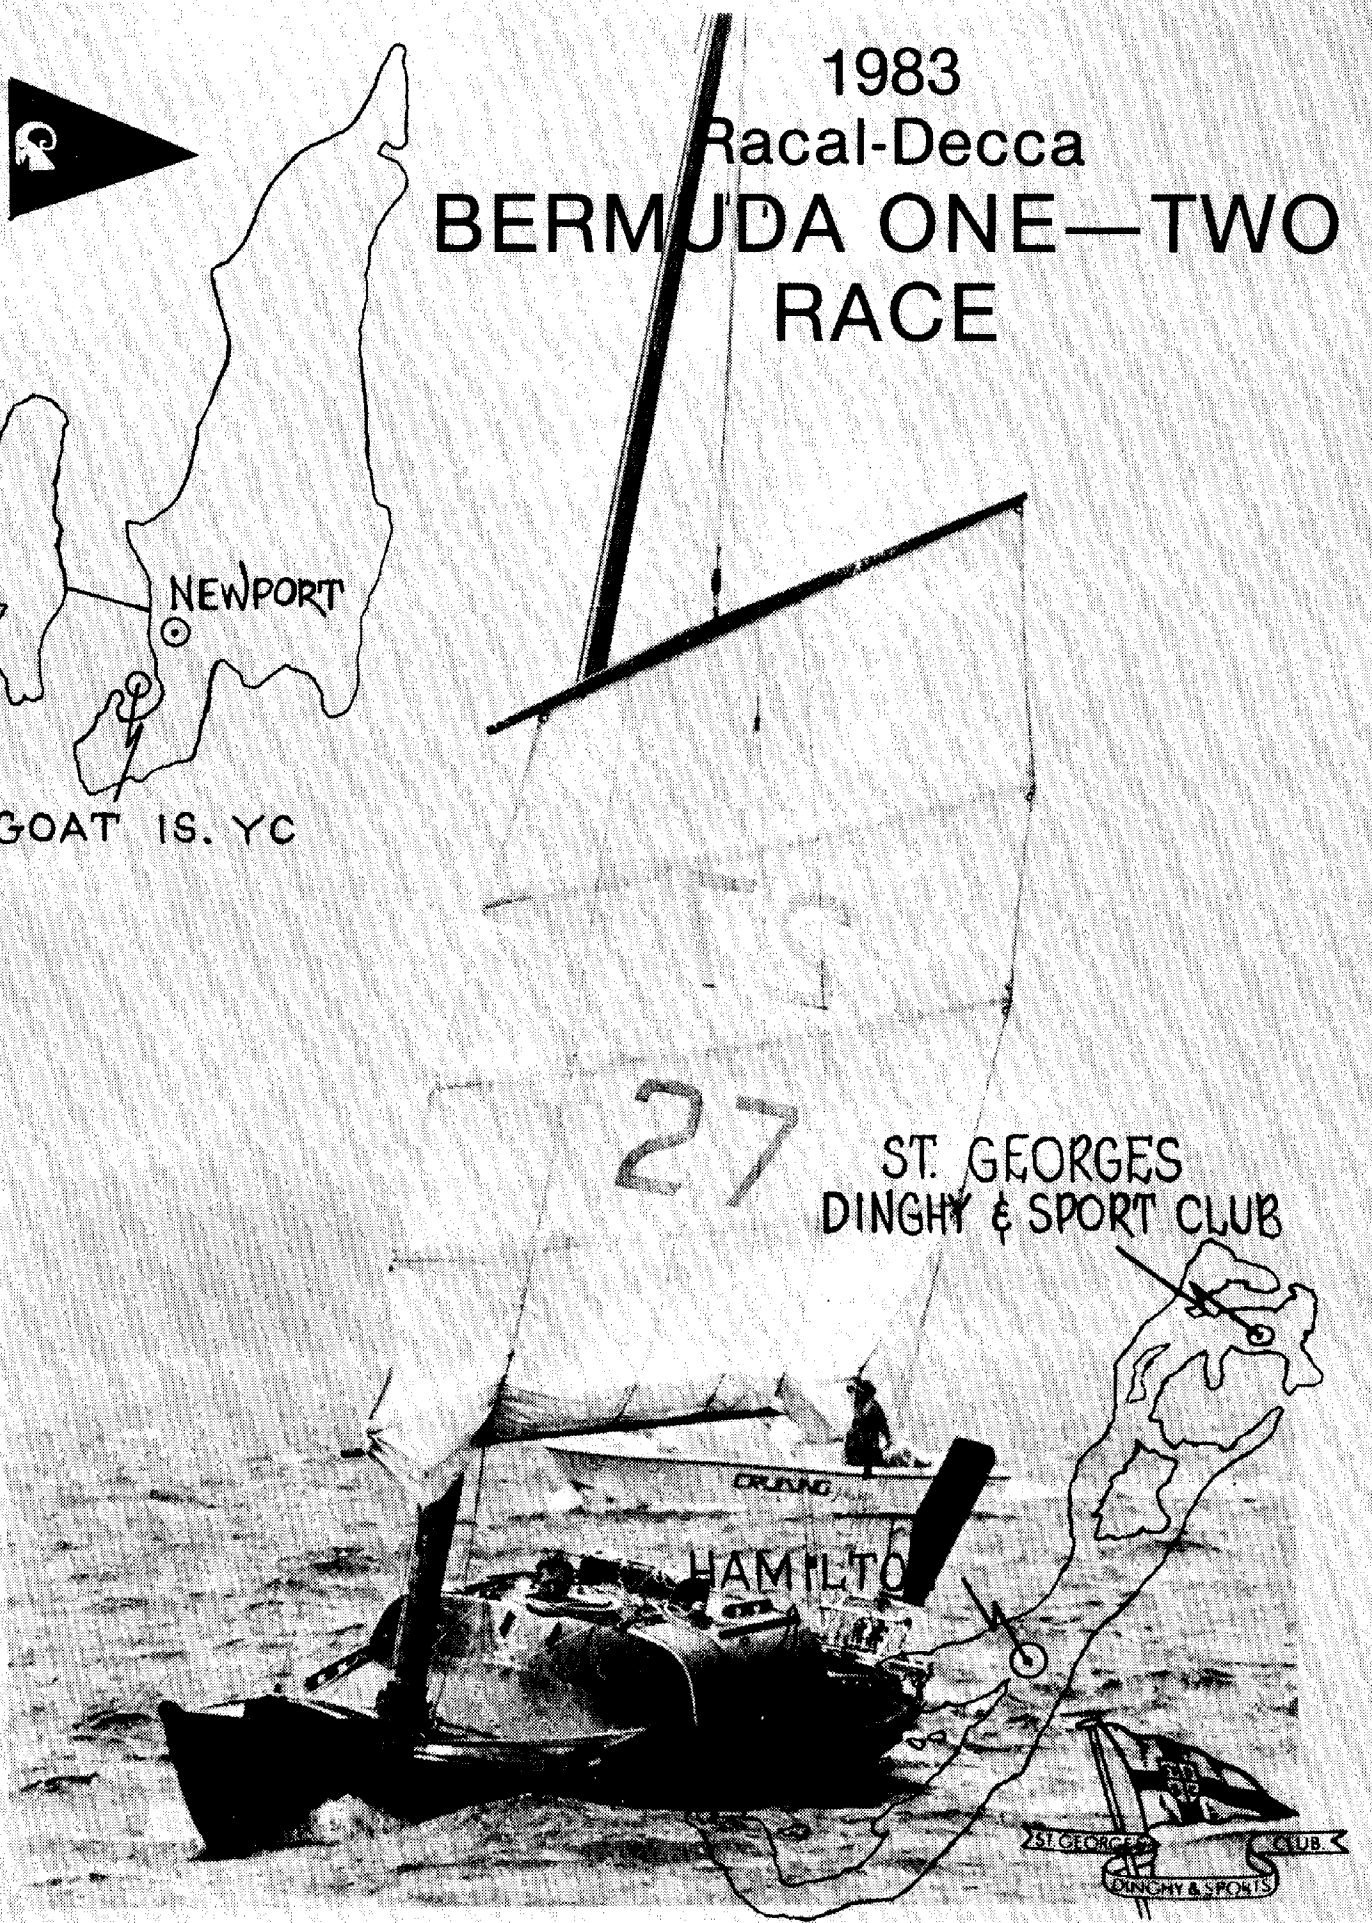 1983
Racal-Decca
BERMUDA ONE—TWO
RACE
NEWPORT
GOAT IS. YC
27
ST. GEORGES
DINGHY & SPORT CLUB
HAMILTO
ST. GEORGES
CLUB
DINGHY & SPORTS